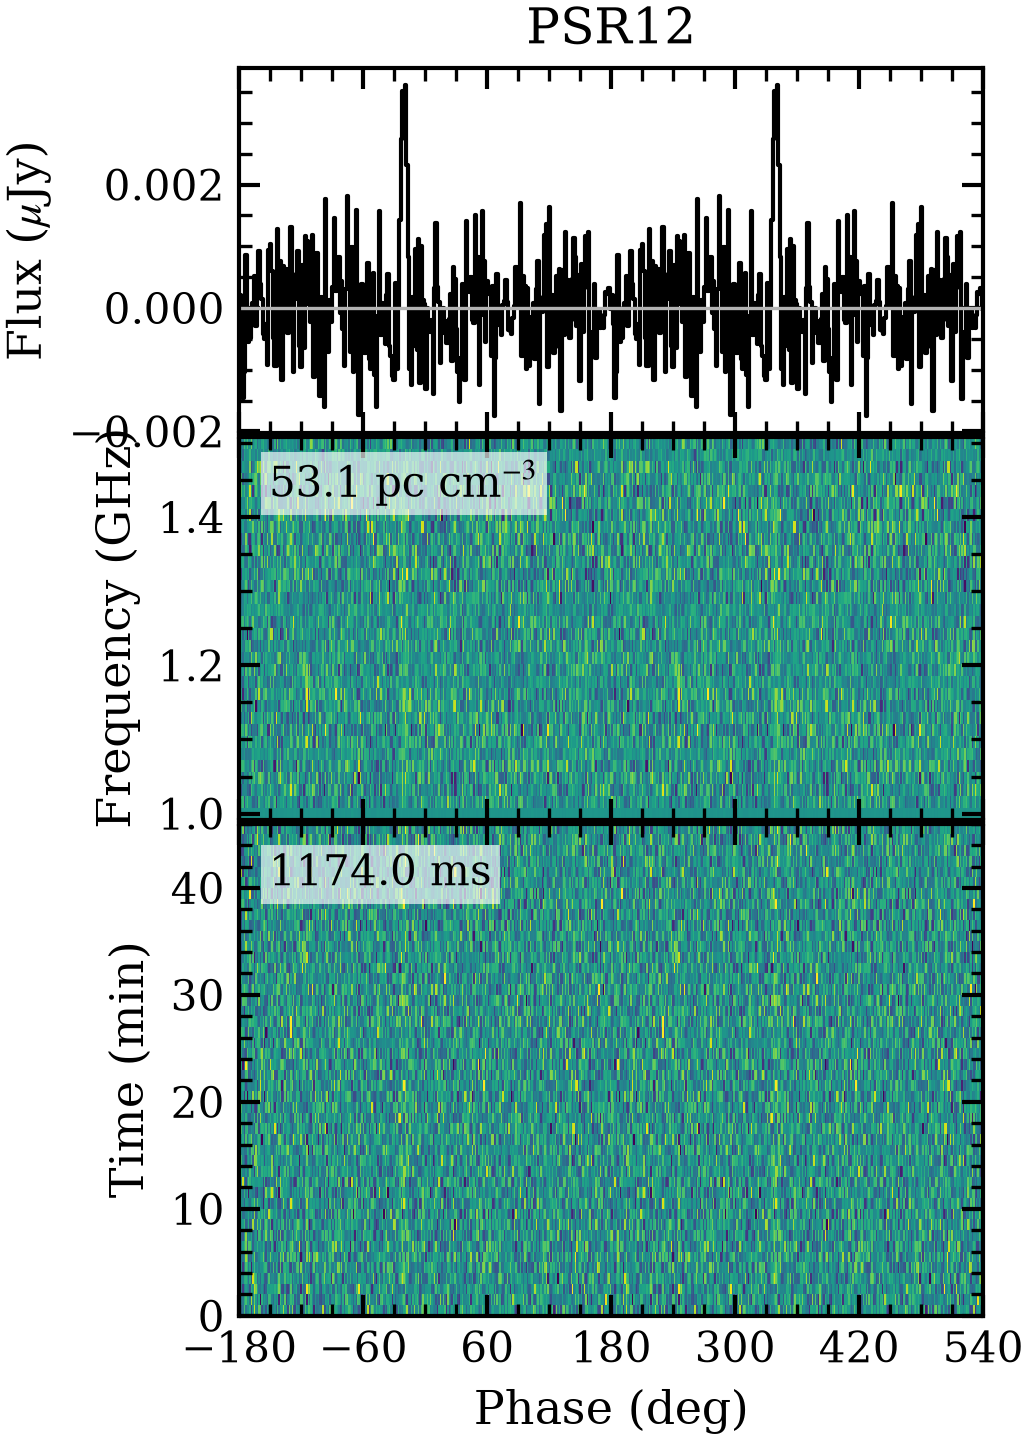 PSR12
Flux (μJy)
0.002
0.000
−0.002
Frequency (GHz)
53.1 pc cm⁻³
1.4
1.2
1.0
Time (min)
1174.0 ms
40
30
20
10
0
−180 −60 60 180 300 420 540
Phase (deg)